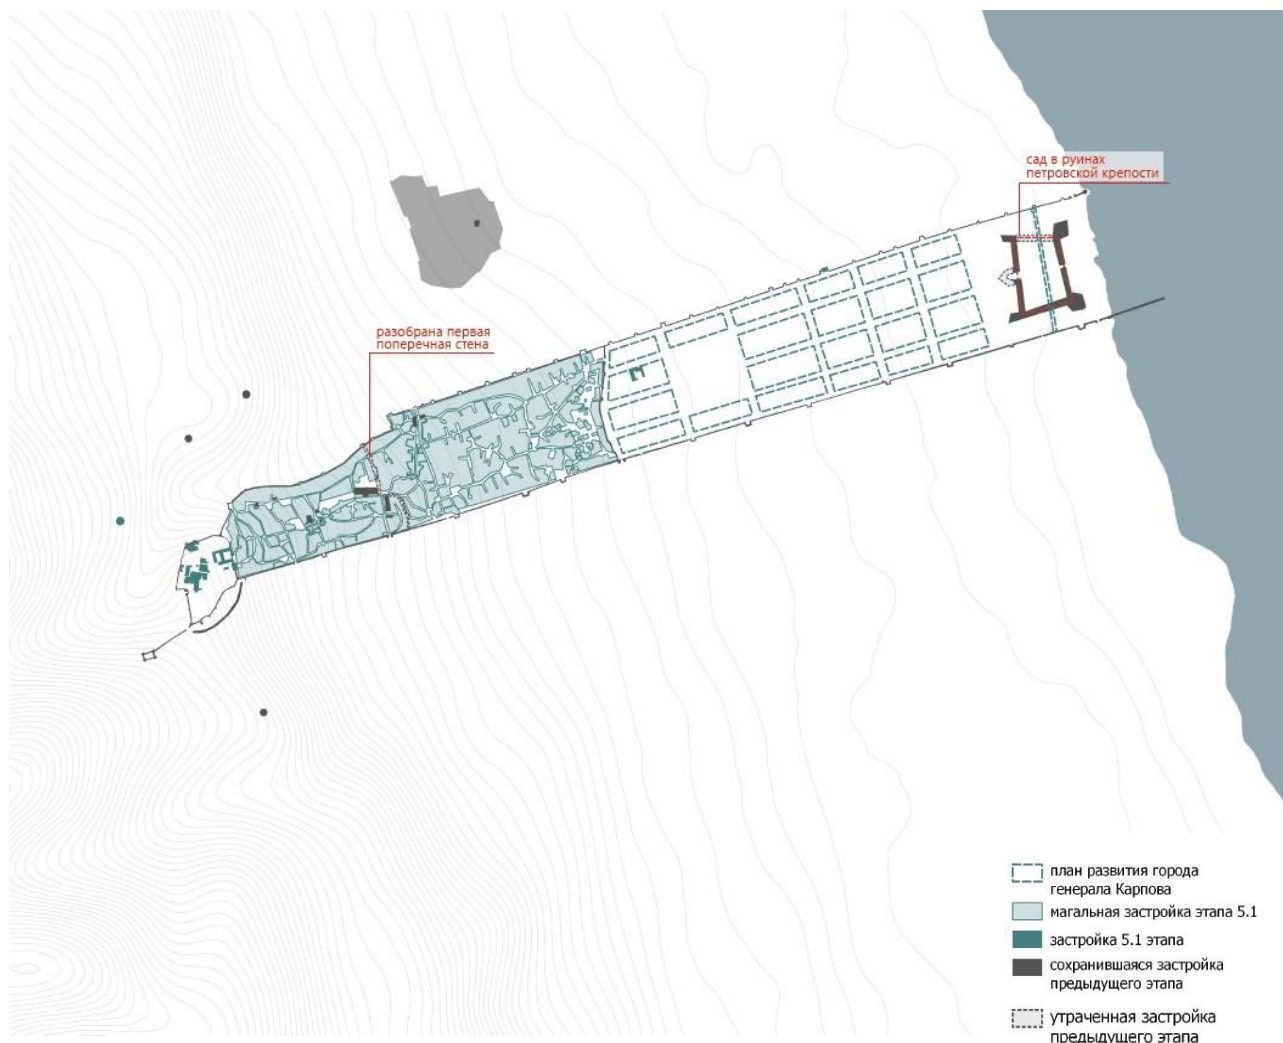 сад в руинах
петровской крепости
разобрана первая
поперечная стена
план развития города
генерала Карпова
магальная застройка этапа 5.1
застройка 5.1 этапа
сохранившаяся застройка
предыдущего этапа
утраченная застройка
предыдущего этапа